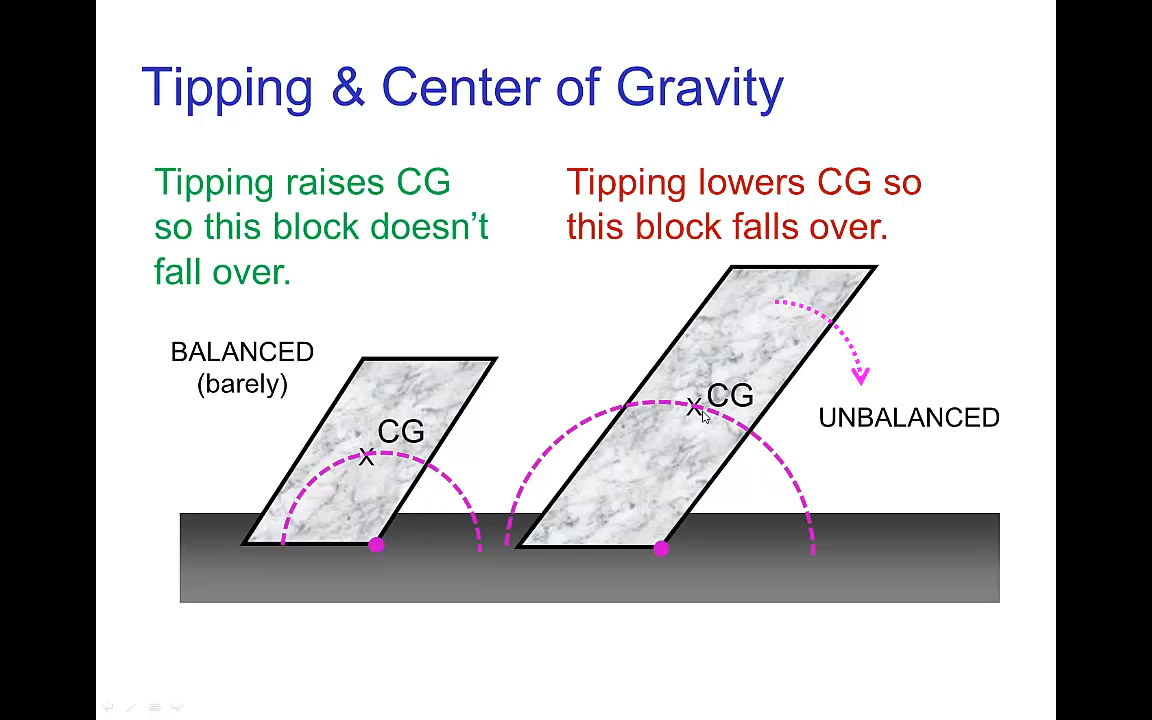 Tipping & Center of Gravity
Tipping raises CG
so this block doesn’t
fall over.
Tipping lowers CG so
this block falls over.
BALANCED
(barely)
CG
x
CG
x
UNBALANCED